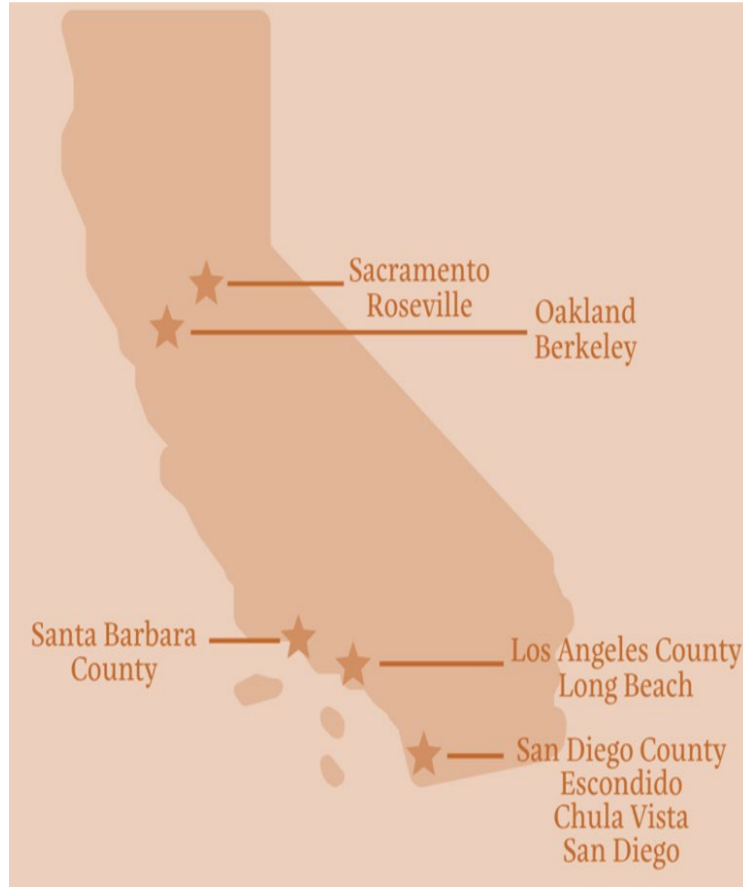 Sacramento
Roseville
Oakland
Berkeley
Santa Barbara
County
Los Angeles County
Long Beach
San Diego County
Escondido
Chula Vista
San Diego